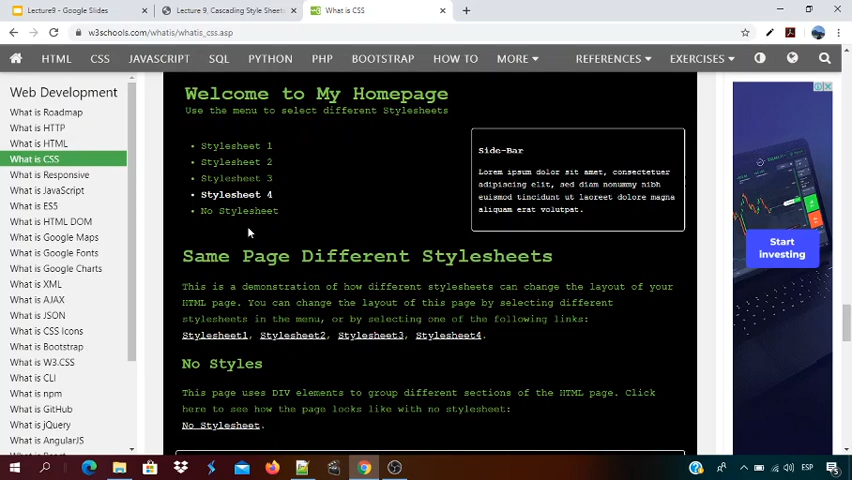 Lecture9 - Google Slides
Lecture 9, Cascading Style Sheets
What is CSS
w3schools.com/whatis/whatis_css.asp
HTML CSS JAVASCRIPT SQL PYTHON PHP BOOTSTRAP HOW TO MORE REFERENCES EXERCISES
Web Development
What is Roadmap
What is HTTP
What is HTML
What is CSS
What is Responsive
What is JavaScript
What is ES5
What is HTML DOM
What is Google Maps
What is Google Fonts
What is Google Charts
What is XML
What is AJAX
What is JSON
What is CSS Icons
What is Bootstrap
What is W3.CSS
What is CLI
What is npm
What is GitHub
What is jQuery
What is AngularJS
Welcome to My Homepage
Use the menu to select different Stylesheets
Stylesheet 1
Stylesheet 2
Stylesheet 3
Stylesheet 4
No Stylesheet
Side-Bar
Lorem ipsum dolor sit amet, consectetuer
adipiscing elit, sed diam nonummy nibh
euismod tincidunt ut laoreet dolore magna
aliquam erat volutpat.
Same Page Different Stylesheets
This is a demonstration of how different stylesheets can change the layout of your
HTML page. You can change the layout of this page by selecting different
stylesheets in the menu, or by selecting one of the following links:
Stylesheet1, Stylesheet2, Stylesheet3, Stylesheet4.
No Styles
This page uses DIV elements to group different sections of the HTML page. Click
here to see how the page looks like with no stylesheet:
No Stylesheet.
Start
investing
ESP